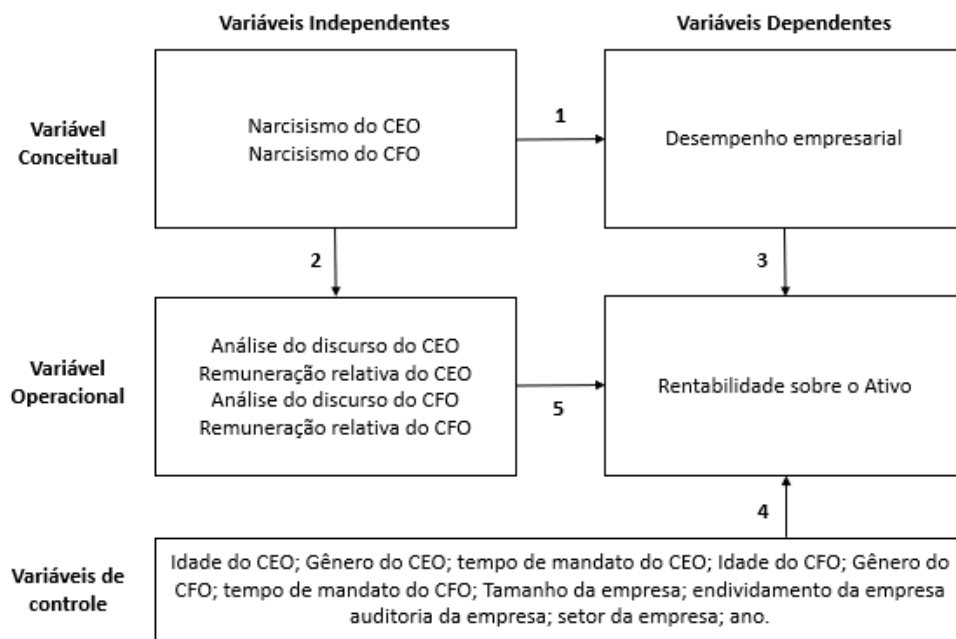 Variáveis Independentes
Variáveis Dependentes
Variável
Conceitual
Narcisismo do CEO
Narcisismo do CFO
1
Desempenho empresarial
2
3
Variável
Operacional
Análise do discurso do CEO
Remuneração relativa do CEO
Análise do discurso do CFO
Remuneração relativa do CFO
5
Rentabilidade sobre o Ativo
4
Variáveis de
controle
Idade do CEO; Gênero do CEO; tempo de mandato do CEO; Idade do CFO; Gênero do
CFO; tempo de mandato do CFO; Tamanho da empresa; endividamento da empresa
auditoria da empresa; setor da empresa; ano.